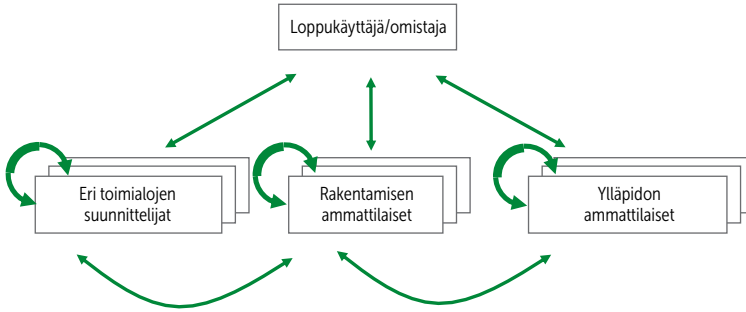 Loppukäyttäjä/omistaja
Eri toimialojen
suunnittelijat
Rakentamisen
ammattilaiset
Ylläpidon
ammattilaiset